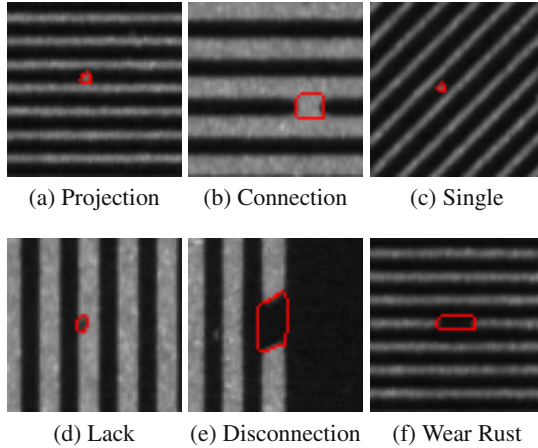 (a) Projection (b) Connection (c) Single
(d) Lack (e) Disconnection (f) Wear Rust